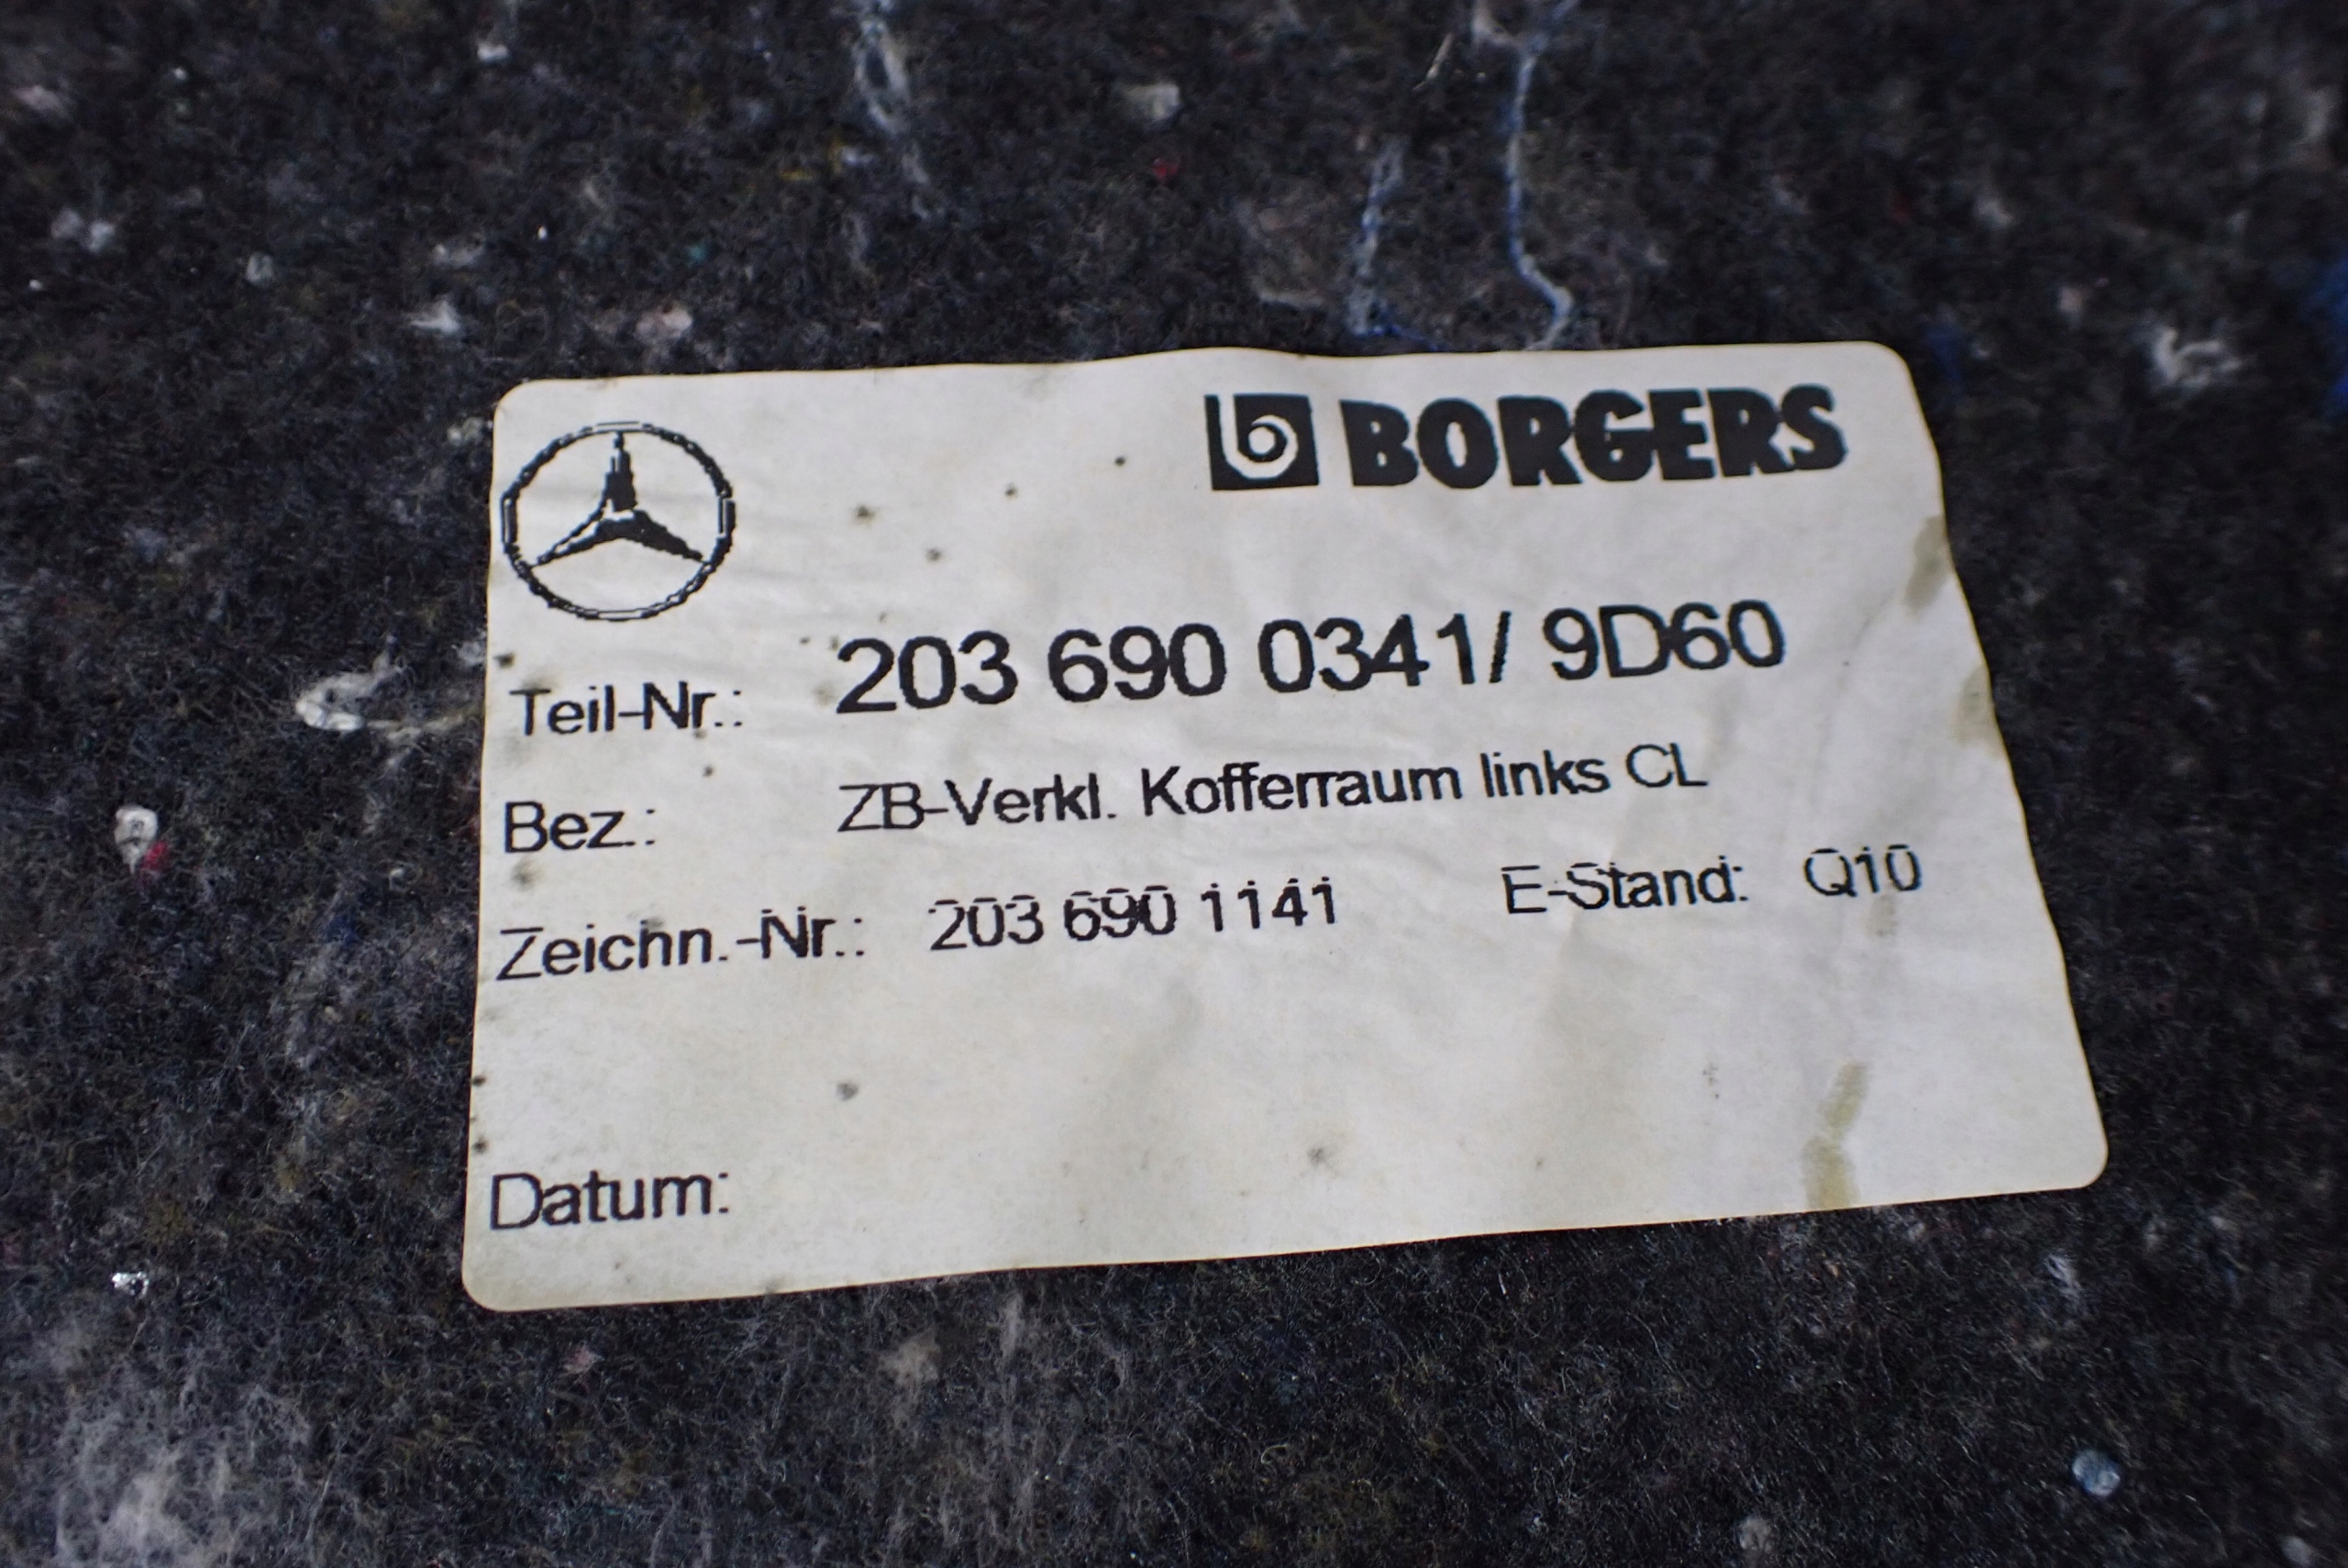 BORGERS
Teil-Nr.: 203 690 0341/ 9D60
Bez.: ZB-Verkl. Kofferraum links CL
Zeichn.-Nr.: 203 690 1141 E-Stand: Q10
Datum: